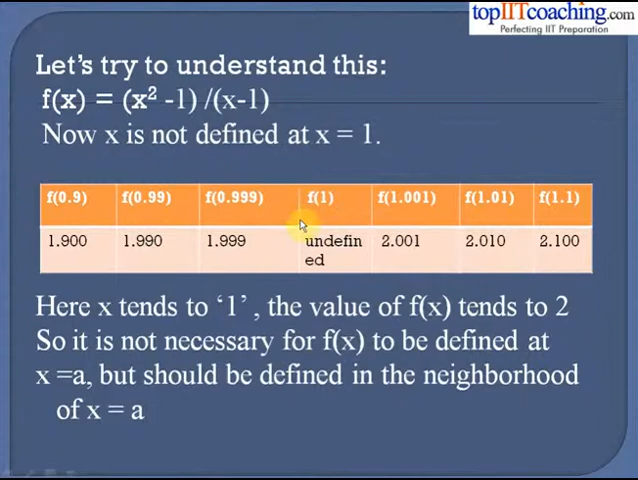 topIITcoaching.com
Perfecting IIT Preparation
Let's try to understand this:
f(x) = (x² -1) /(x-1)
Now x is not defined at x = 1.
f(0.9) f(0.99) f(0.999) f(1) f(1.001) f(1.01) f(1.1)
1.900 1.990 1.999 undefin 2.001 2.010 2.100
ed
Here x tends to ‘1’ , the value of f(x) tends to 2
So it is not necessary for f(x) to be defined at
x =a, but should be defined in the neighborhood
of x = a